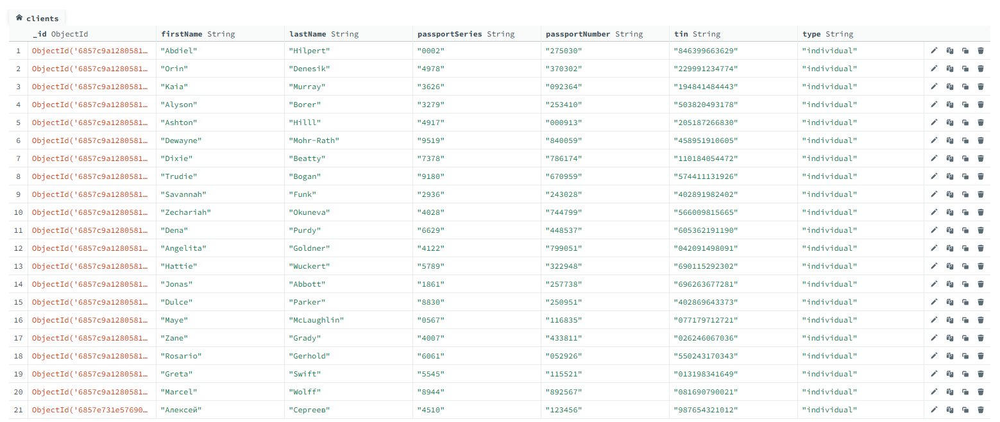 clients
_id ObjectId firstName String lastName String passportSeries String passportNumber String tin String type String
1 ObjectId('6857c9a1280581… "Abdiel" "Hilpert" "0002" "275030" "846399663629" "individual"
2 ObjectId('6857c9a1280581… "Orin" "Denesik" "4978" "370302" "229991234774" "individual"
3 ObjectId('6857c9a1280581… "Kaia" "Murray" "3626" "092364" "194841484443" "individual"
4 ObjectId('6857c9a1280581… "Alyson" "Borer" "3279" "253410" "503820493178" "individual"
5 ObjectId('6857c9a1280581… "Ashton" "Hilll" "4917" "000913" "205187266830" "individual"
6 ObjectId('6857c9a1280581… "Dewayne" "Mohr-Rath" "9519" "840059" "458951910605" "individual"
7 ObjectId('6857c9a1280581… "Dixie" "Beatty" "7378" "786174" "110184054472" "individual"
8 ObjectId('6857c9a1280581… "Trudie" "Bogan" "9180" "670959" "574411131926" "individual"
9 ObjectId('6857c9a1280581… "Savannah" "Funk" "2936" "243028" "402891982402" "individual"
10 ObjectId('6857c9a1280581… "Zechariah" "Okuneva" "4028" "744799" "566009815665" "individual"
11 ObjectId('6857c9a1280581… "Dena" "Purdy" "6629" "448537" "605362191190" "individual"
12 ObjectId('6857c9a1280581… "Angelita" "Goldner" "4122" "799051" "042091498091" "individual"
13 ObjectId('6857c9a1280581… "Hattie" "Wuckert" "5789" "322948" "690115292302" "individual"
14 ObjectId('6857c9a1280581… "Jonas" "Abbott" "1861" "257738" "696263677281" "individual"
15 ObjectId('6857c9a1280581… "Dulce" "Parker" "8830" "250951" "402869643373" "individual"
16 ObjectId('6857c9a1280581… "Maye" "McLaughlin" "0567" "116835" "077179712721" "individual"
17 ObjectId('6857c9a1280581… "Zane" "Grady" "4007" "433811" "026246067036" "individual"
18 ObjectId('6857c9a1280581… "Rosario" "Gerhold" "6061" "052926" "550243170343" "individual"
19 ObjectId('6857c9a1280581… "Greta" "Swift" "5545" "115521" "013198341649" "individual"
20 ObjectId('6857c9a1280581… "Marcel" "Wolff" "8944" "892567" "081690790021" "individual"
21 ObjectId('6857e731e57690… "Алексей" "Сергеев" "4510" "123456" "987654321012" "individual"